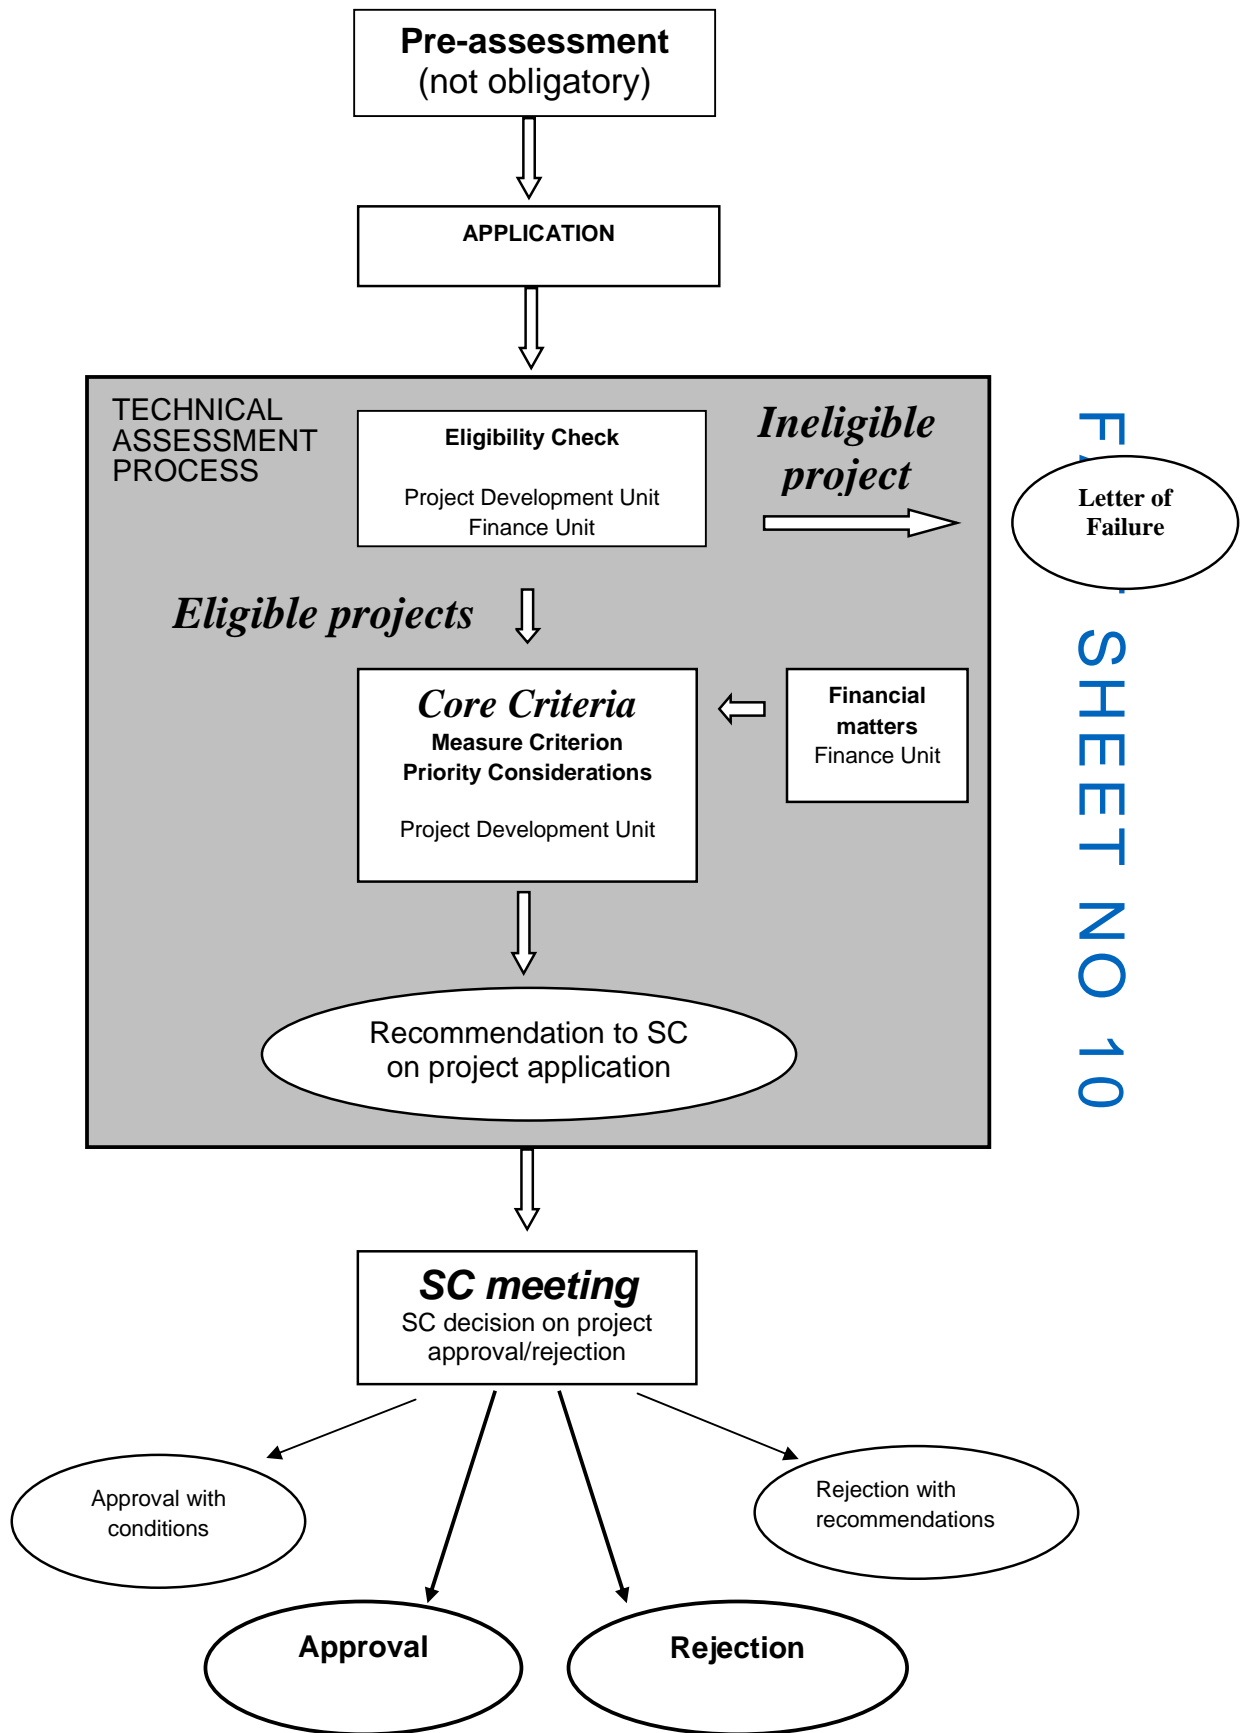 Pre-assessment
(not obligatory)
APPLICATION
TECHNICAL
ASSESSMENT
PROCESS
Eligibility Check
Project Development Unit
Finance Unit
Ineligible
project
Letter of
Failure
Eligible projects
Core Criteria
Measure Criterion
Priority Considerations
Project Development Unit
Financial
matters
Finance Unit
Recommendation to SC
on project application
SC meeting
SC decision on project
approval/rejection
Approval with
conditions
Rejection with
recommendations
Approval
Rejection
SHEET NO 10